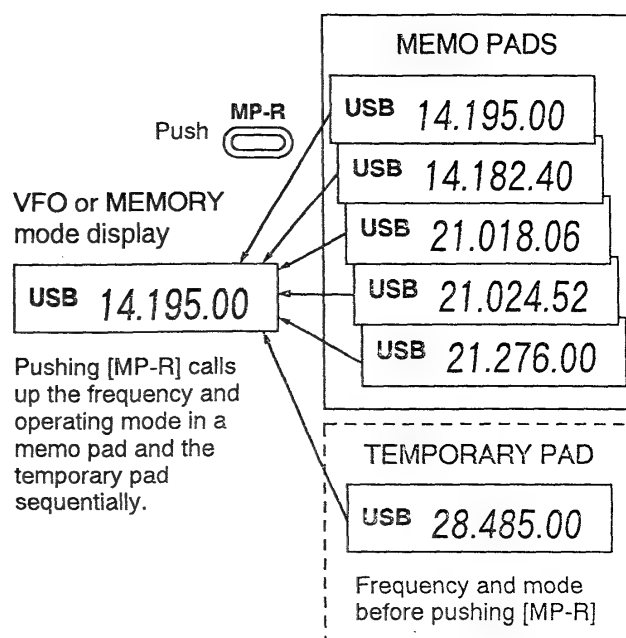 MEMO PADS
MP-R
Push
USB 14.195.00
USB 14.182.40
VFO or MEMORY
mode display
USB 21.018.06
USB 14.195.00
USB 21.024.52
USB 21.276.00
Pushing [MP-R] calls
up the frequency and
operating mode in a
memo pad and the
temporary pad
sequentially.
TEMPORARY PAD
USB 28.485.00
Frequency and mode
before pushing [MP-R]